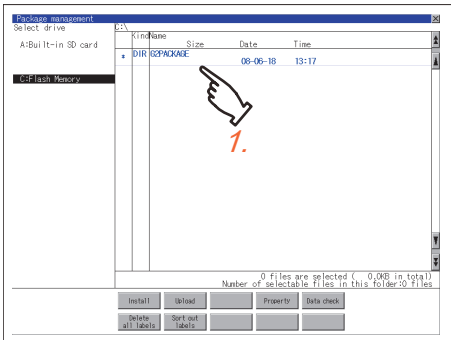 Package management
Select drive
C:\
A:Built-in SD card
C:Flash Memory
Kind Name
Size Date Time
* DIR G2PACKAGE
08-06-18 13:17
1.
0 files are selected ( 0.0KB in total)
Number of selectable files in this folder:0 files
Install Upload Property Data check
Delete all labels Sort out labels